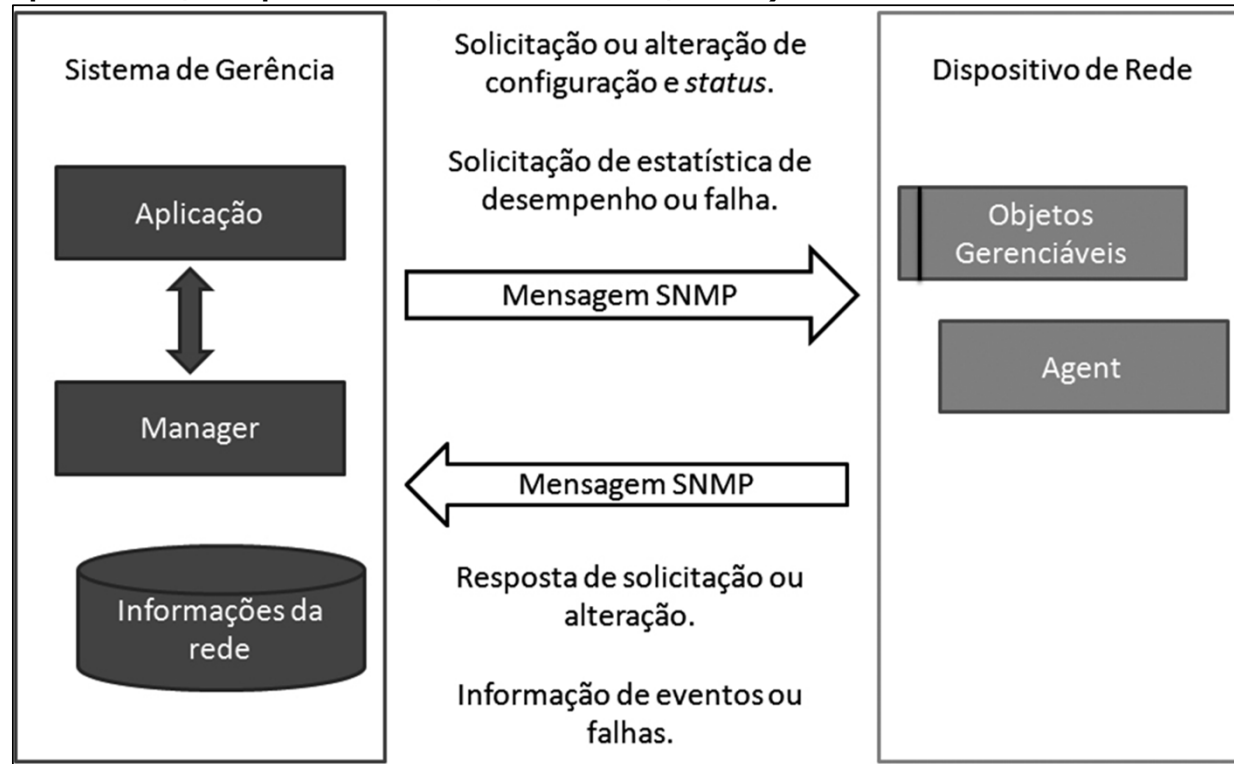 Sistema de Gerência
Aplicação
Manager
Informações da
rede
Solicitação ou alteração de
configuração e status.
Solicitação de estatística de
desempenho ou falha.
Mensagem SNMP
Mensagem SNMP
Resposta de solicitação ou
alteração.
Informação de eventos ou
falhas.
Dispositivo de Rede
Objetos
Gerenciáveis
Agent